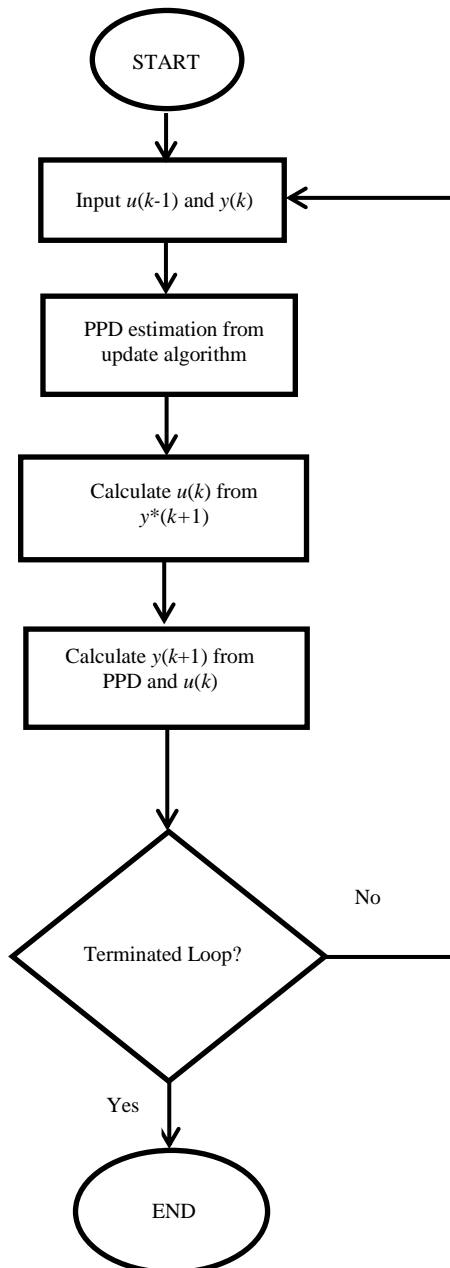 START
Input u(k-1) and y(k)
PPD estimation from
update algorithm
Calculate u(k) from
y*(k+1)
Calculate y(k+1) from
PPD and u(k)
No
Terminated Loop?
Yes
END